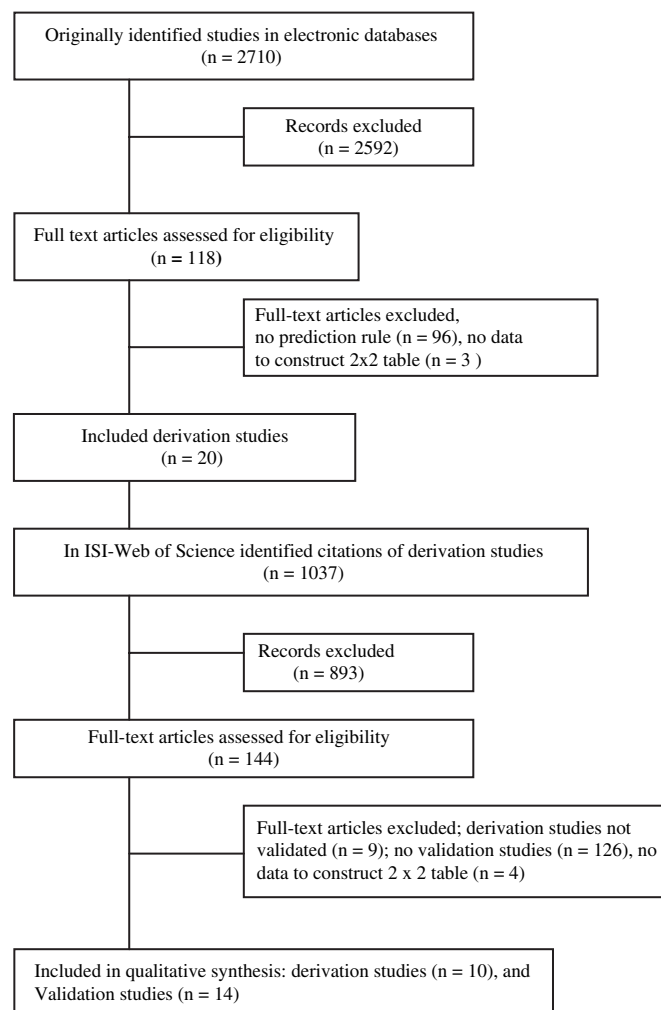 Originally identified studies in electronic databases
(n = 2710)
Records excluded
(n = 2592)
Full text articles assessed for eligibility
(n = 118)
Full-text articles excluded,
no prediction rule (n = 96), no data
to construct 2x2 table (n = 3 )
Included derivation studies
(n = 20)
In ISI-Web of Science identified citations of derivation studies
(n = 1037)
Records excluded
(n = 893)
Full-text articles assessed for eligibility
(n = 144)
Full-text articles excluded; derivation studies not
validated (n = 9); no validation studies (n = 126), no
data to construct 2 x 2 table (n = 4)
Included in qualitative synthesis: derivation studies (n = 10), and
Validation studies (n = 14)